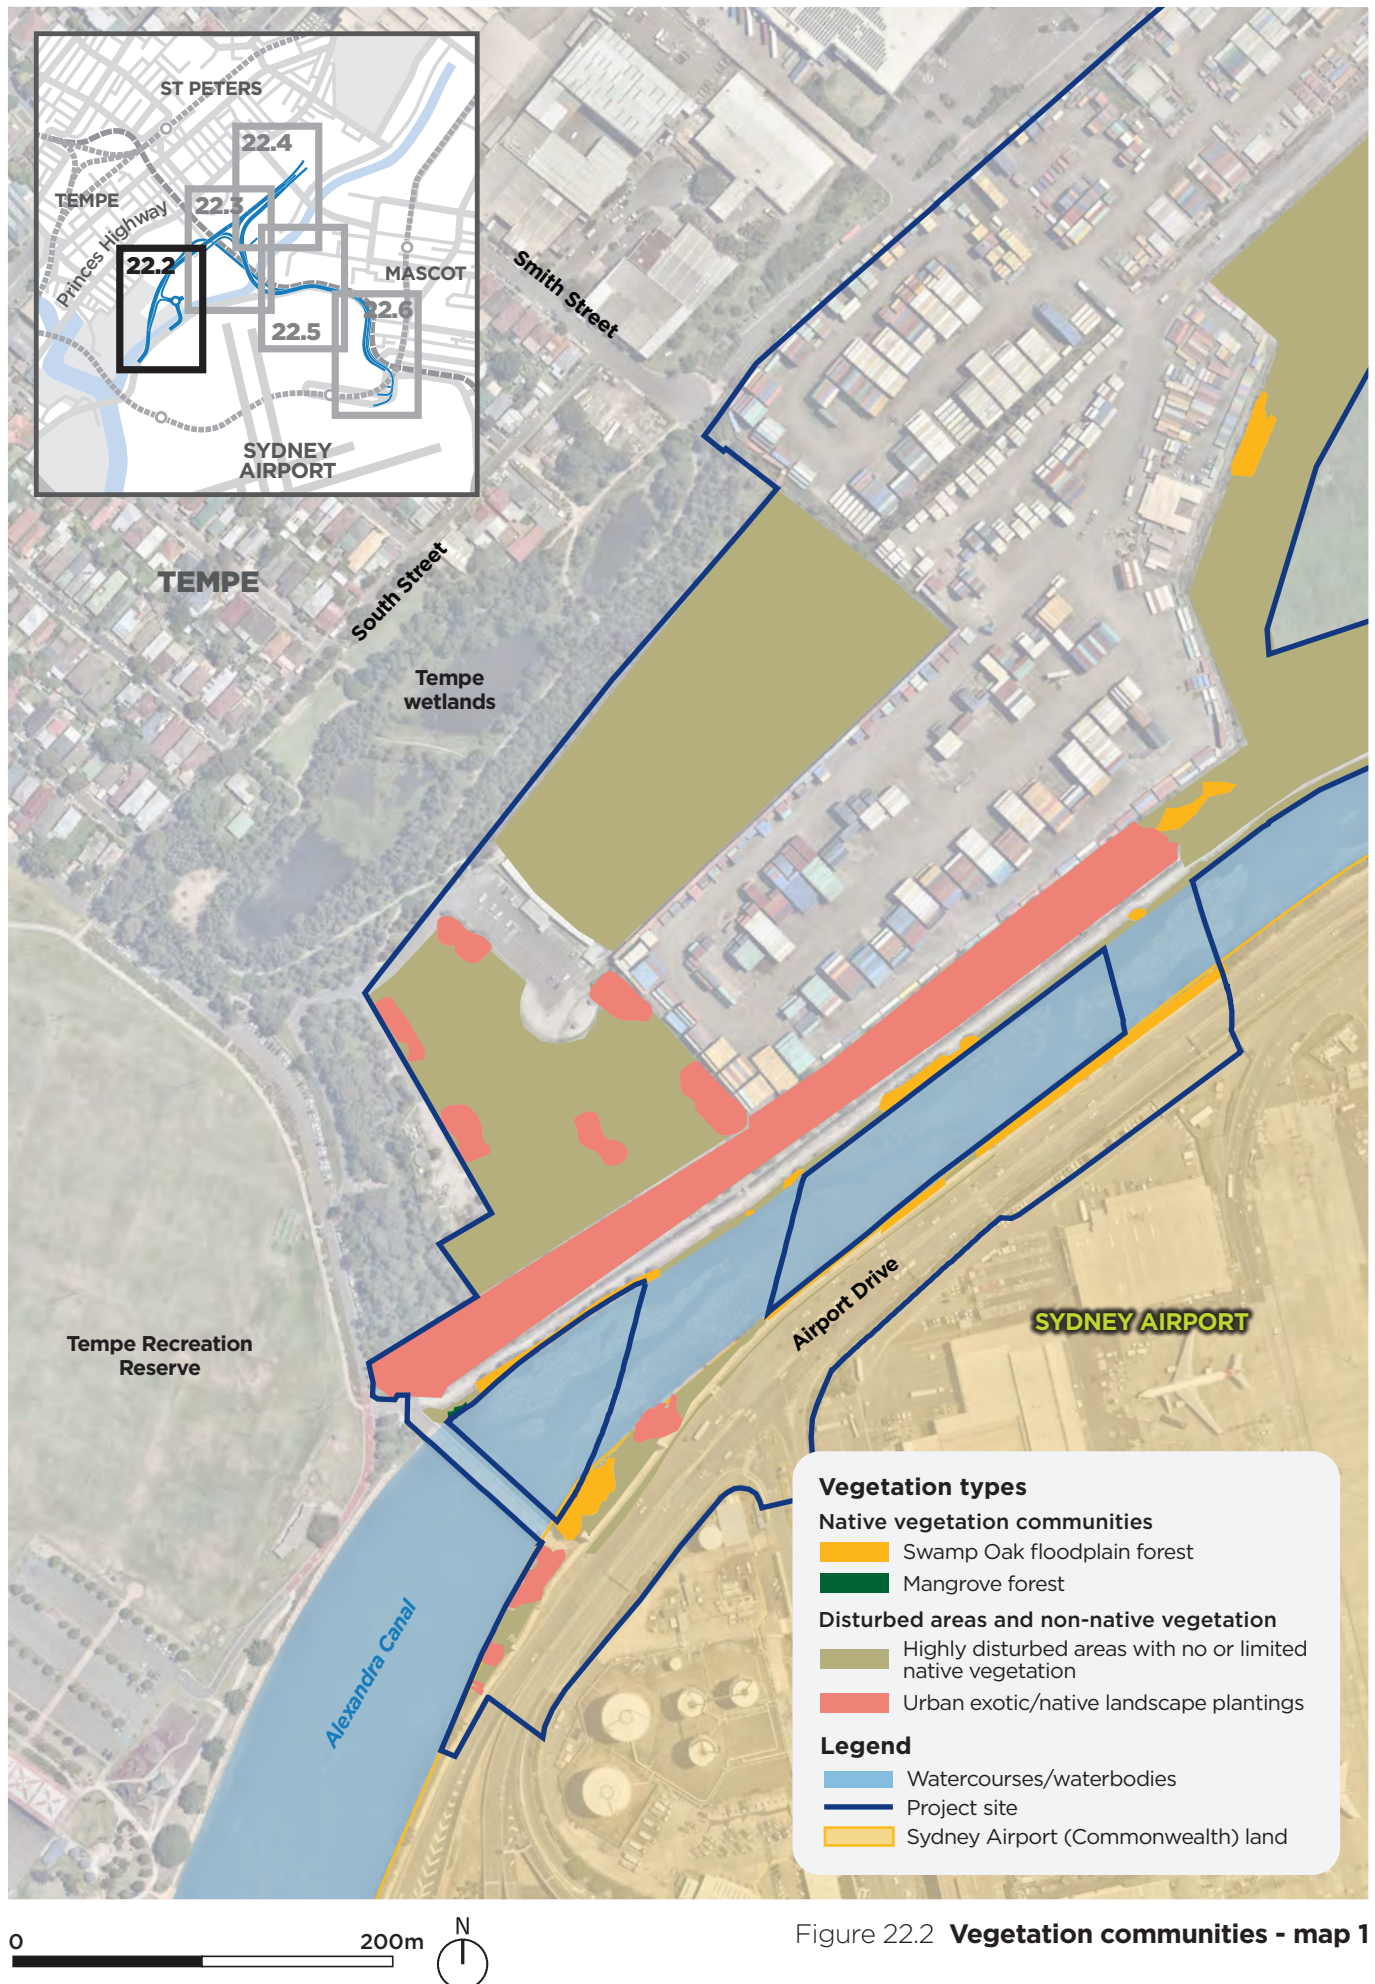 ST PETERS
22.4
TEMPE
22.3
Princes Highway
22.2
MASCOT
22.6
22.5
SYDNEY
AIRPORT
Smith Street
TEMPE
South Street
Tempe
wetlands
Airport Drive
SYDNEY AIRPORT
Tempe Recreation
Reserve
Alexandra Canal
Vegetation types
Native vegetation communities
Swamp Oak floodplain forest
Mangrove forest
Disturbed areas and non-native vegetation
Highly disturbed areas with no or limited
native vegetation
Urban exotic/native landscape plantings
Legend
Watercourses/waterbodies
Project site
Sydney Airport (Commonwealth) land
0 200m
N
Figure 22.2 Vegetation communities - map 1